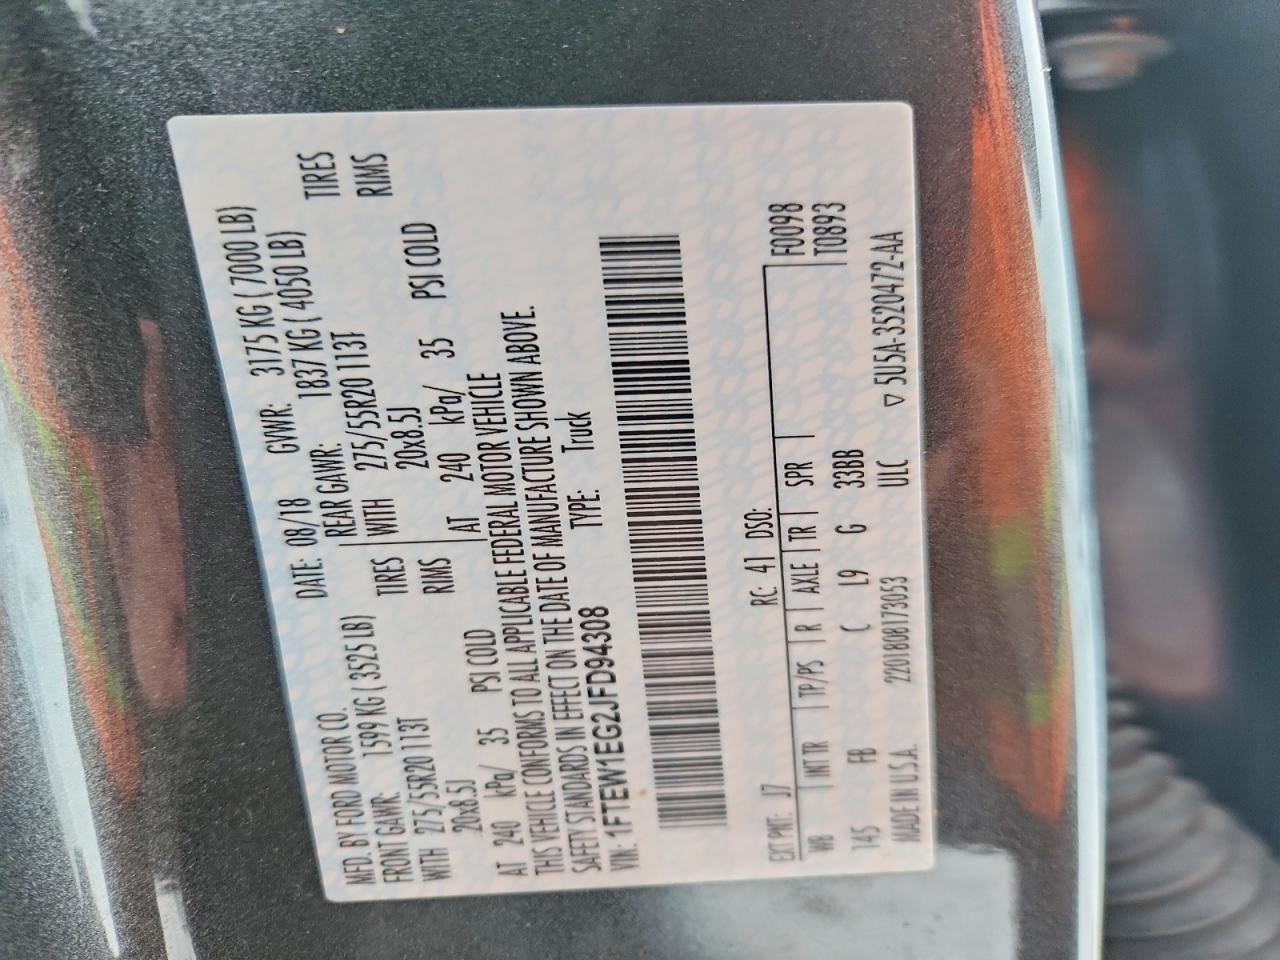 MFD. BY FORD MOTOR CO.
DATE: 08/18 GVWR: 3175 KG ( 7000 LB)
FRONT GAWR: 1599 KG ( 3525 LB) REAR GAWR: 1837 KG ( 4050 LB)
WITH 275/55R20 113T TIRES WITH 275/55R20 113T TIRES
20x8.5J RIMS 20x8.5J RIMS
AT 240 kPa/ 35 PSI COLD AT 240 kPa/ 35 PSI COLD
THIS VEHICLE CONFORMS TO ALL APPLICABLE FEDERAL MOTOR VEHICLE
SAFETY STANDARDS IN EFFECT ON THE DATE OF MANUFACTURE SHOWN ABOVE.
VIN: 1FTEW1EG2JFD94308 TYPE: Truck
EXT PNT: J7 RC: 41 DSO: F0098
WB INT TR TP/PS R AXLE TR SPR T0893
145 FB C L9 G 33BB
MADE IN U.S.A. 2201808173053 ULC ▽ 5U5A-3520472-AA